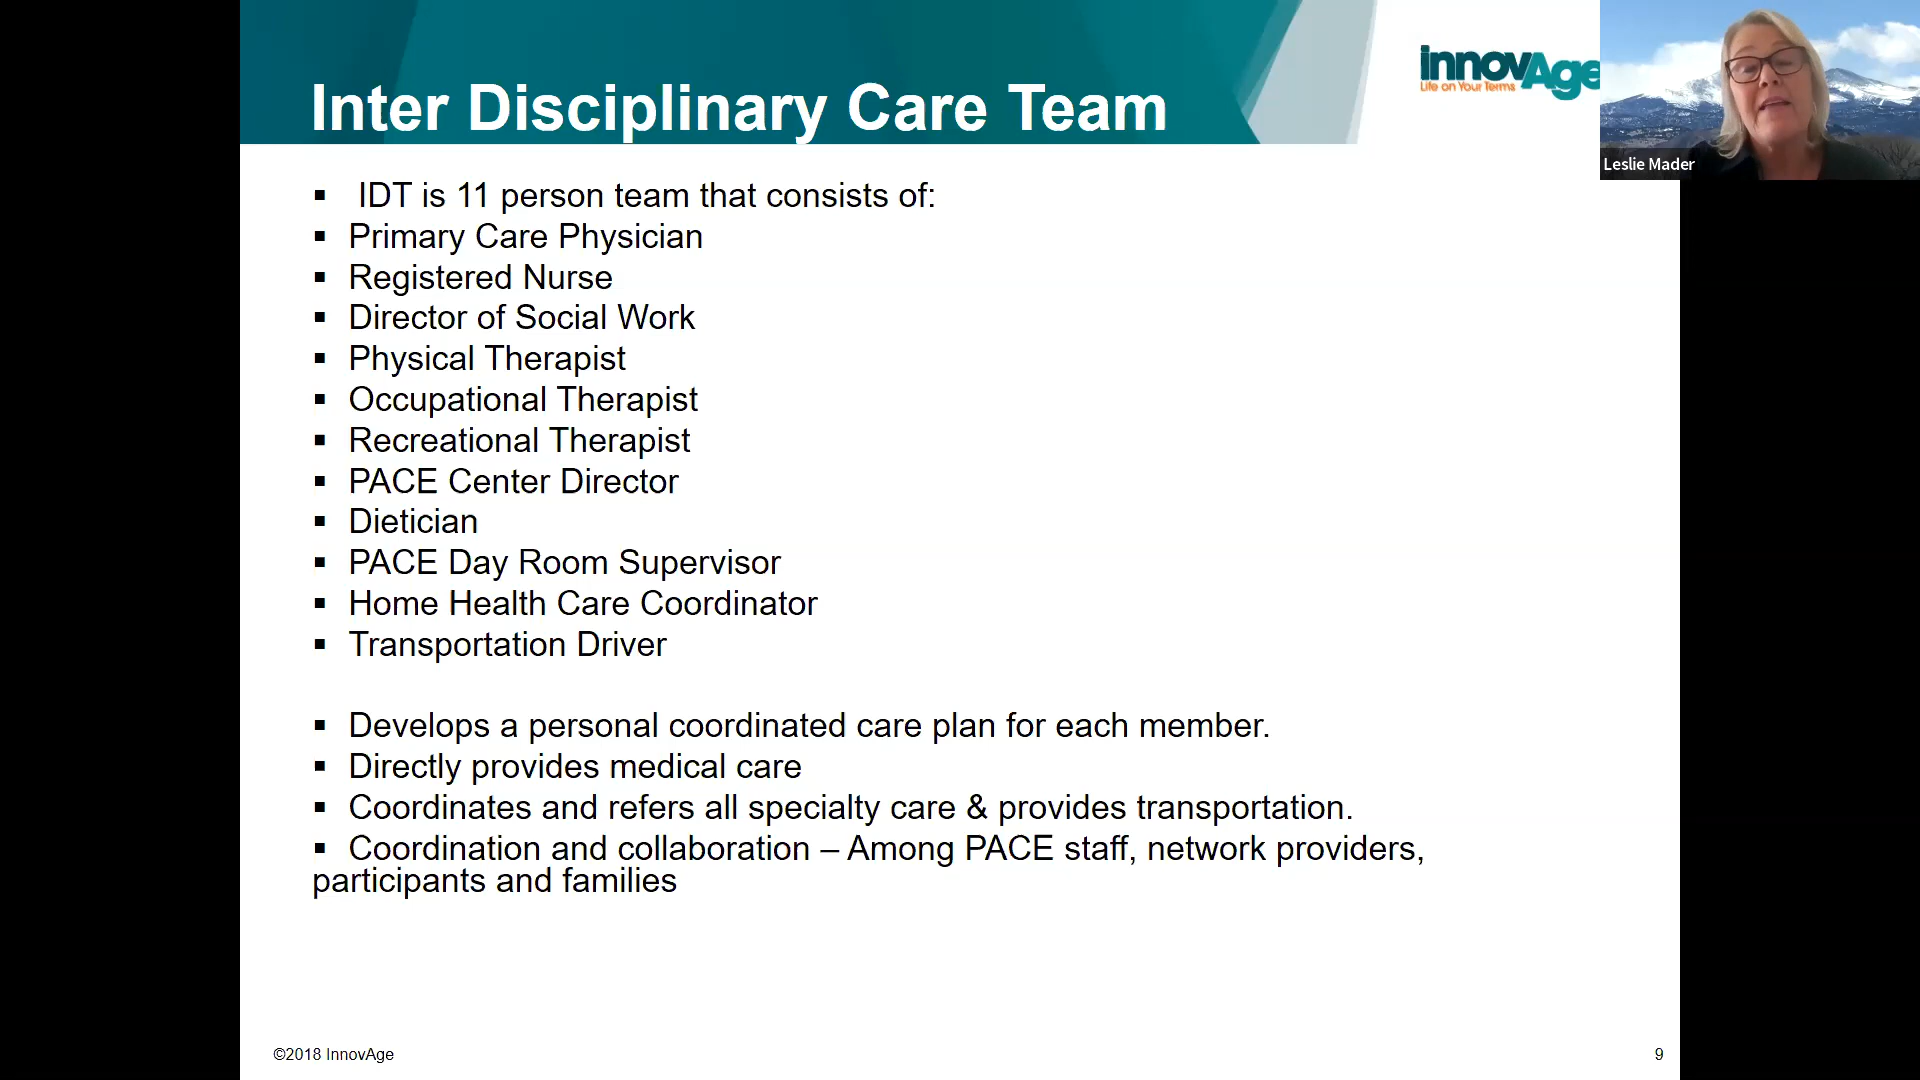 Inter Disciplinary Care Team
innovAge
Life on Your Terms
Leslie Mader
▪ IDT is 11 person team that consists of:
▪ Primary Care Physician
▪ Registered Nurse
▪ Director of Social Work
▪ Physical Therapist
▪ Occupational Therapist
▪ Recreational Therapist
▪ PACE Center Director
▪ Dietician
▪ PACE Day Room Supervisor
▪ Home Health Care Coordinator
▪ Transportation Driver
▪ Develops a personal coordinated care plan for each member.
▪ Directly provides medical care
▪ Coordinates and refers all specialty care & provides transportation.
▪ Coordination and collaboration – Among PACE staff, network providers,
participants and families
©2018 InnovAge
9